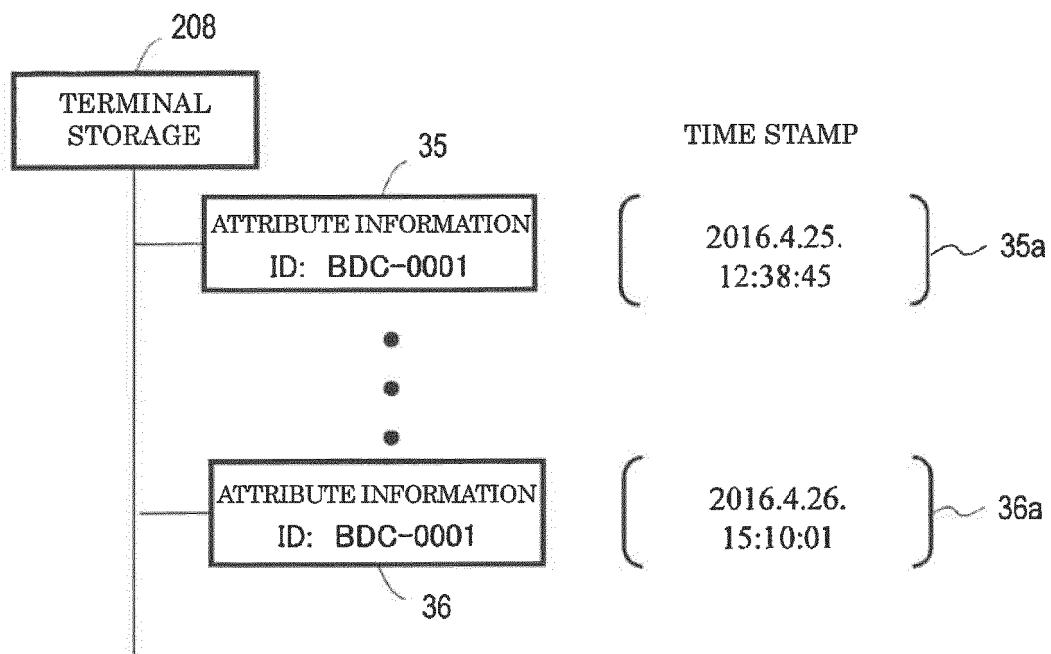 208
TERMINAL
STORAGE
TIME STAMP
35
ATTRIBUTE INFORMATION
ID: BDC-0001
2016.4.25.
12:38:45
35a
ATTRIBUTE INFORMATION
ID: BDC-0001
2016.4.26.
15:10:01
36a
36